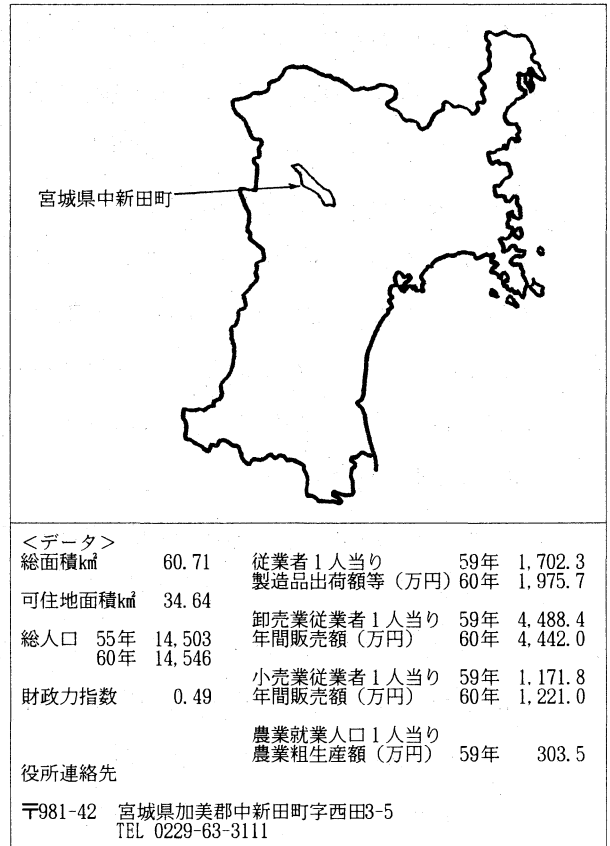 宮城県中新田町
<データ>
総面積km² 60.71
可住地面積km² 34.64
総人口 55年 14,503
60年 14,546
財政力指数 0.49
従業者1人当り 59年 1,702.3
製造品出荷額等(万円) 60年 1,975.7
卸売業従業者1人当り 59年 4,488.4
年間販売額(万円) 60年 4,442.0
小売業従業者1人当り 59年 1,171.8
年間販売額(万円) 60年 1,221.0
農業就業人口1人当り
農業粗生産額(万円) 59年 303.5
役所連絡先
〒981-42 宮城県加美郡中新田町字西田3-5
TEL 0229-63-3111